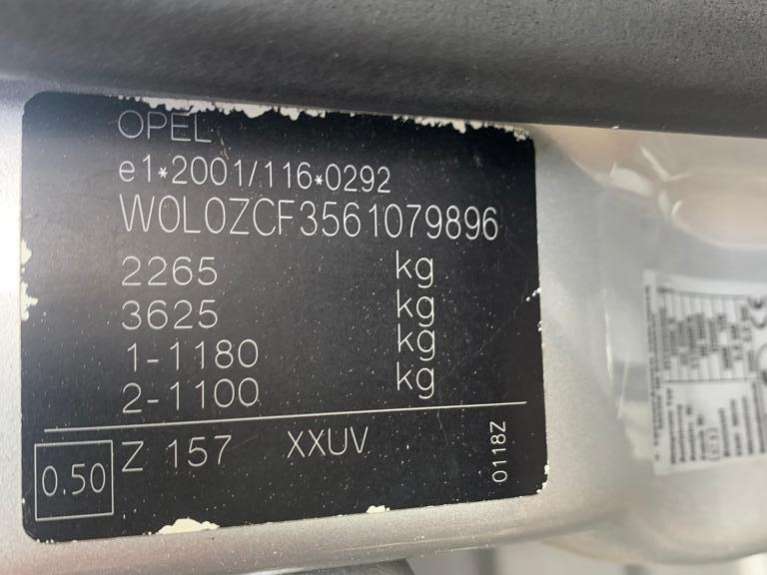 OPEL
e1*2001/116*0292
W0L0ZCF3561079896
2265 kg
3625 kg
1-1180 kg
2-1100 kg
0.50 Z 157 XXUV
0118Z